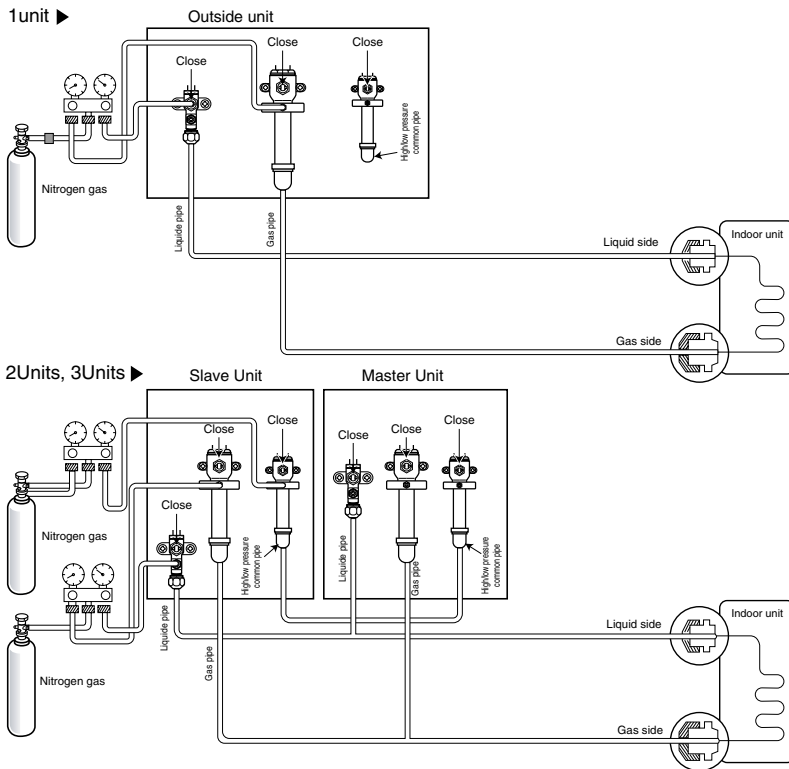 1unit ▶
Outside unit
Close
Close
Close
High/low pressure
common pipe
Nitrogen gas
Liquide pipe
Gas pipe
Liquid side
Indoor unit
Gas side
2Units, 3Units ▶
Slave Unit
Master Unit
Close
Close
Close
Close
Close
Close
Nitrogen gas
High/low pressure
common pipe
Liquide pipe
Gas pipe
High/low pressure
common pipe
Liquide pipe
Gas pipe
Nitrogen gas
Liquid side
Indoor unit
Gas side